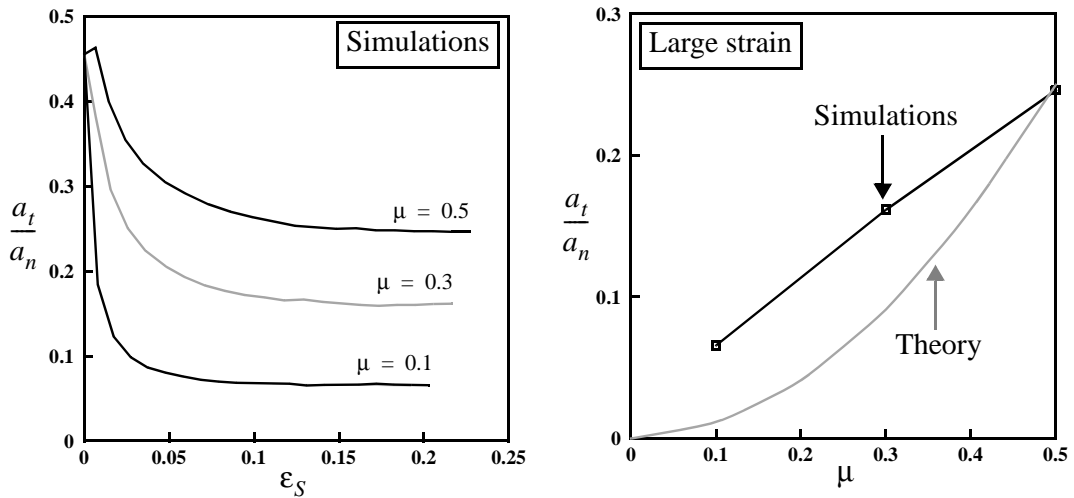 Simulations
0.5
0.4
0.3
0.2
0.1
0
a_t
a_n
μ = 0.5
μ = 0.3
μ = 0.1
0
0.05
0.1
0.15
0.2
0.25
ε_S
Large strain
0.3
0.2
0.1
0
a_t
a_n
Simulations
Theory
0.0
0.1
0.2
0.3
0.4
0.5
μ